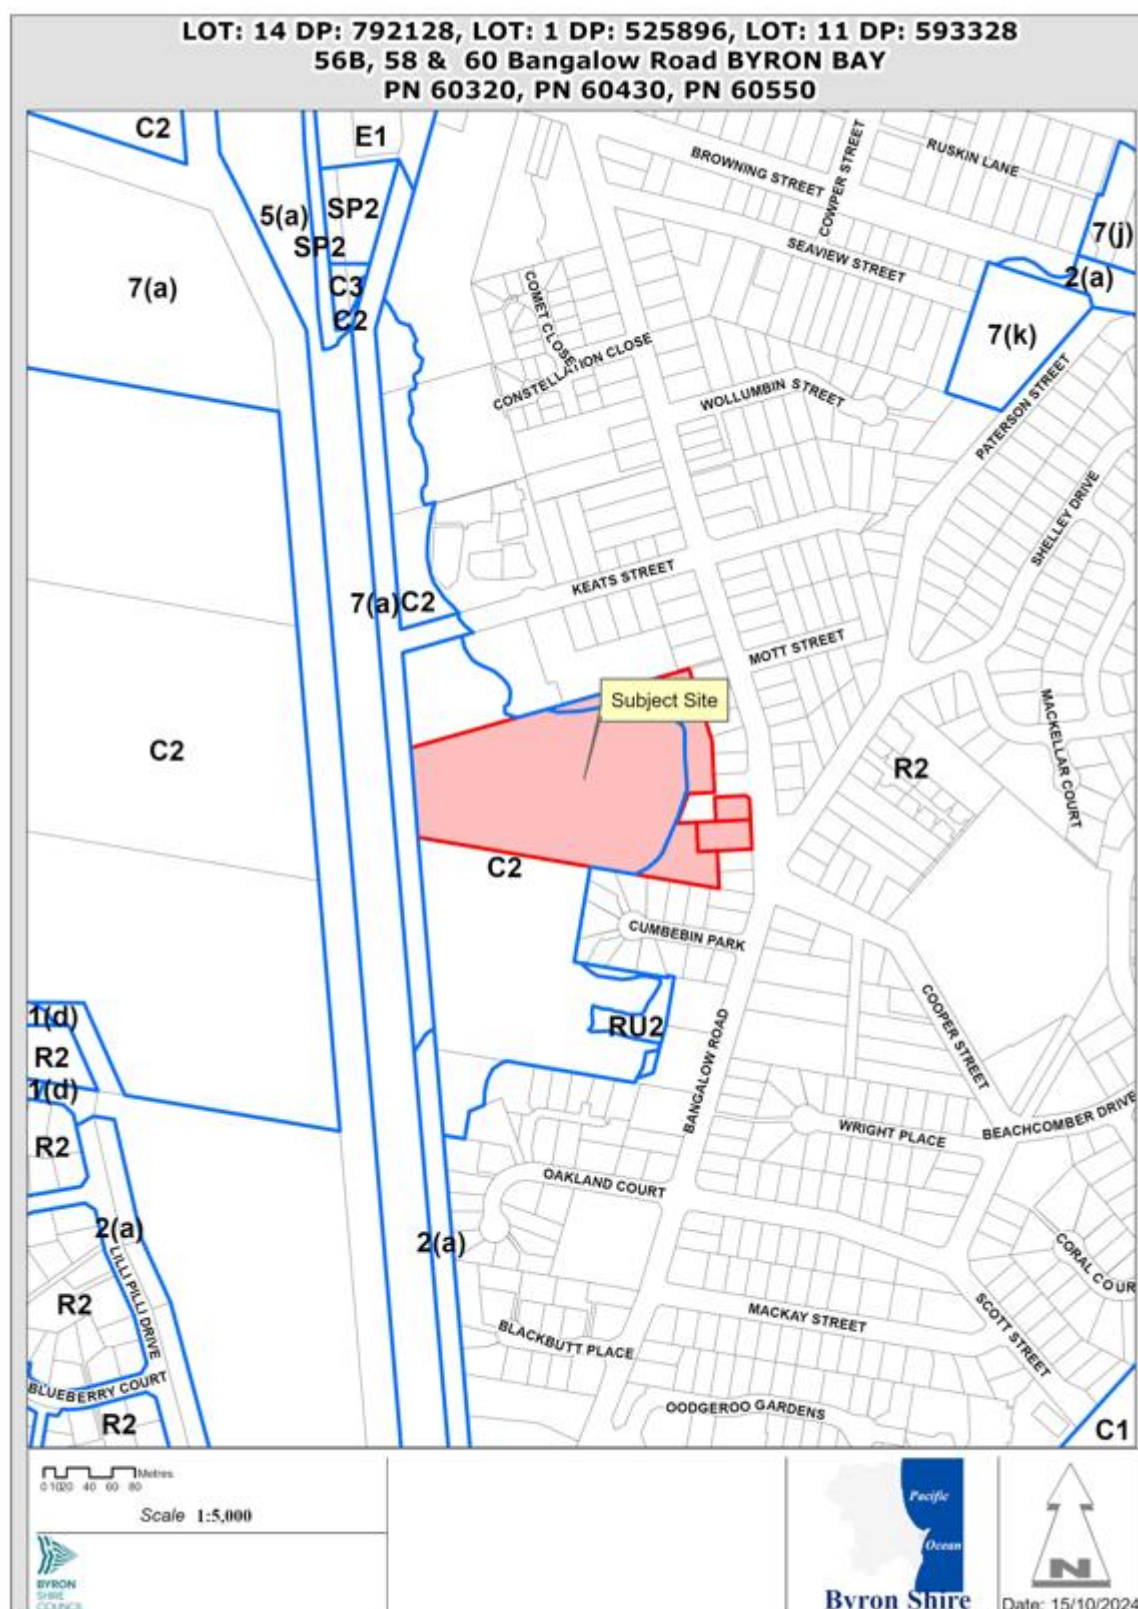 LOT: 14 DP: 792128, LOT: 1 DP: 525896, LOT: 11 DP: 593328
56B, 58 & 60 Bangalow Road BYRON BAY
PN 60320, PN 60430, PN 60550
C2
E1
RUSKIN LANE
BROWNING STREET
COWPER STREET
5(a)
SP2
SP2
7(j)
SEAVIEW STREET
2(a)
7(a)
C3
C2
COMET CLOSE
7(k)
CONSTELLATION CLOSE
WOLLUMBIN STREET
PATERSON STREET
SHELLEY DRIVE
KEATS STREET
7(a)
C2
MOTT STREET
Subject Site
MACKELLAR COURT
C2
R2
C2
CUMBEBIN PARK
COOPER STREET
1(d)
RU2
R2
BANGALOW ROAD
1(d)
BEACHCOMBER DRIVE
WRIGHT PLACE
R2
OAKLAND COURT
2(a)
2(a)
CORAL COUR
LILLI PILLI DRIVE
R2
MACKAY STREET
SCOTT STREET
BLACKBUTT PLACE
BLUEBERRY COURT
OODGEROO GARDENS
R2
C1
Metres
0 1020 40 60 80
Scale 1:5,000
BYRON
SHIRE
COUNCIL
Pacific
Ocean
Byron Shire
N
Date: 15/10/2024